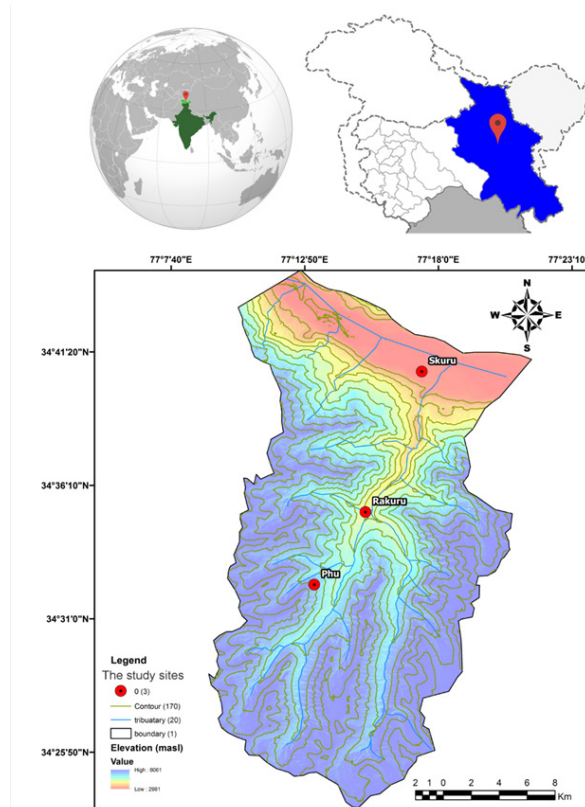 77°7'40"E 77°12'50"E 77°18'0"E 77°23'10"E
N
W E
S
34°41'20"N
Skuru
34°36'10"N
Rakuru
Phu
34°31'0"N
Legend
The study sites
0 (3)
Contour (170)
tribuatary (20)
boundary (1)
34°25'50"N
Elevation (masl)
Value
High : 6061
Low : 2981
2 1 0 2 4 6 8
Km